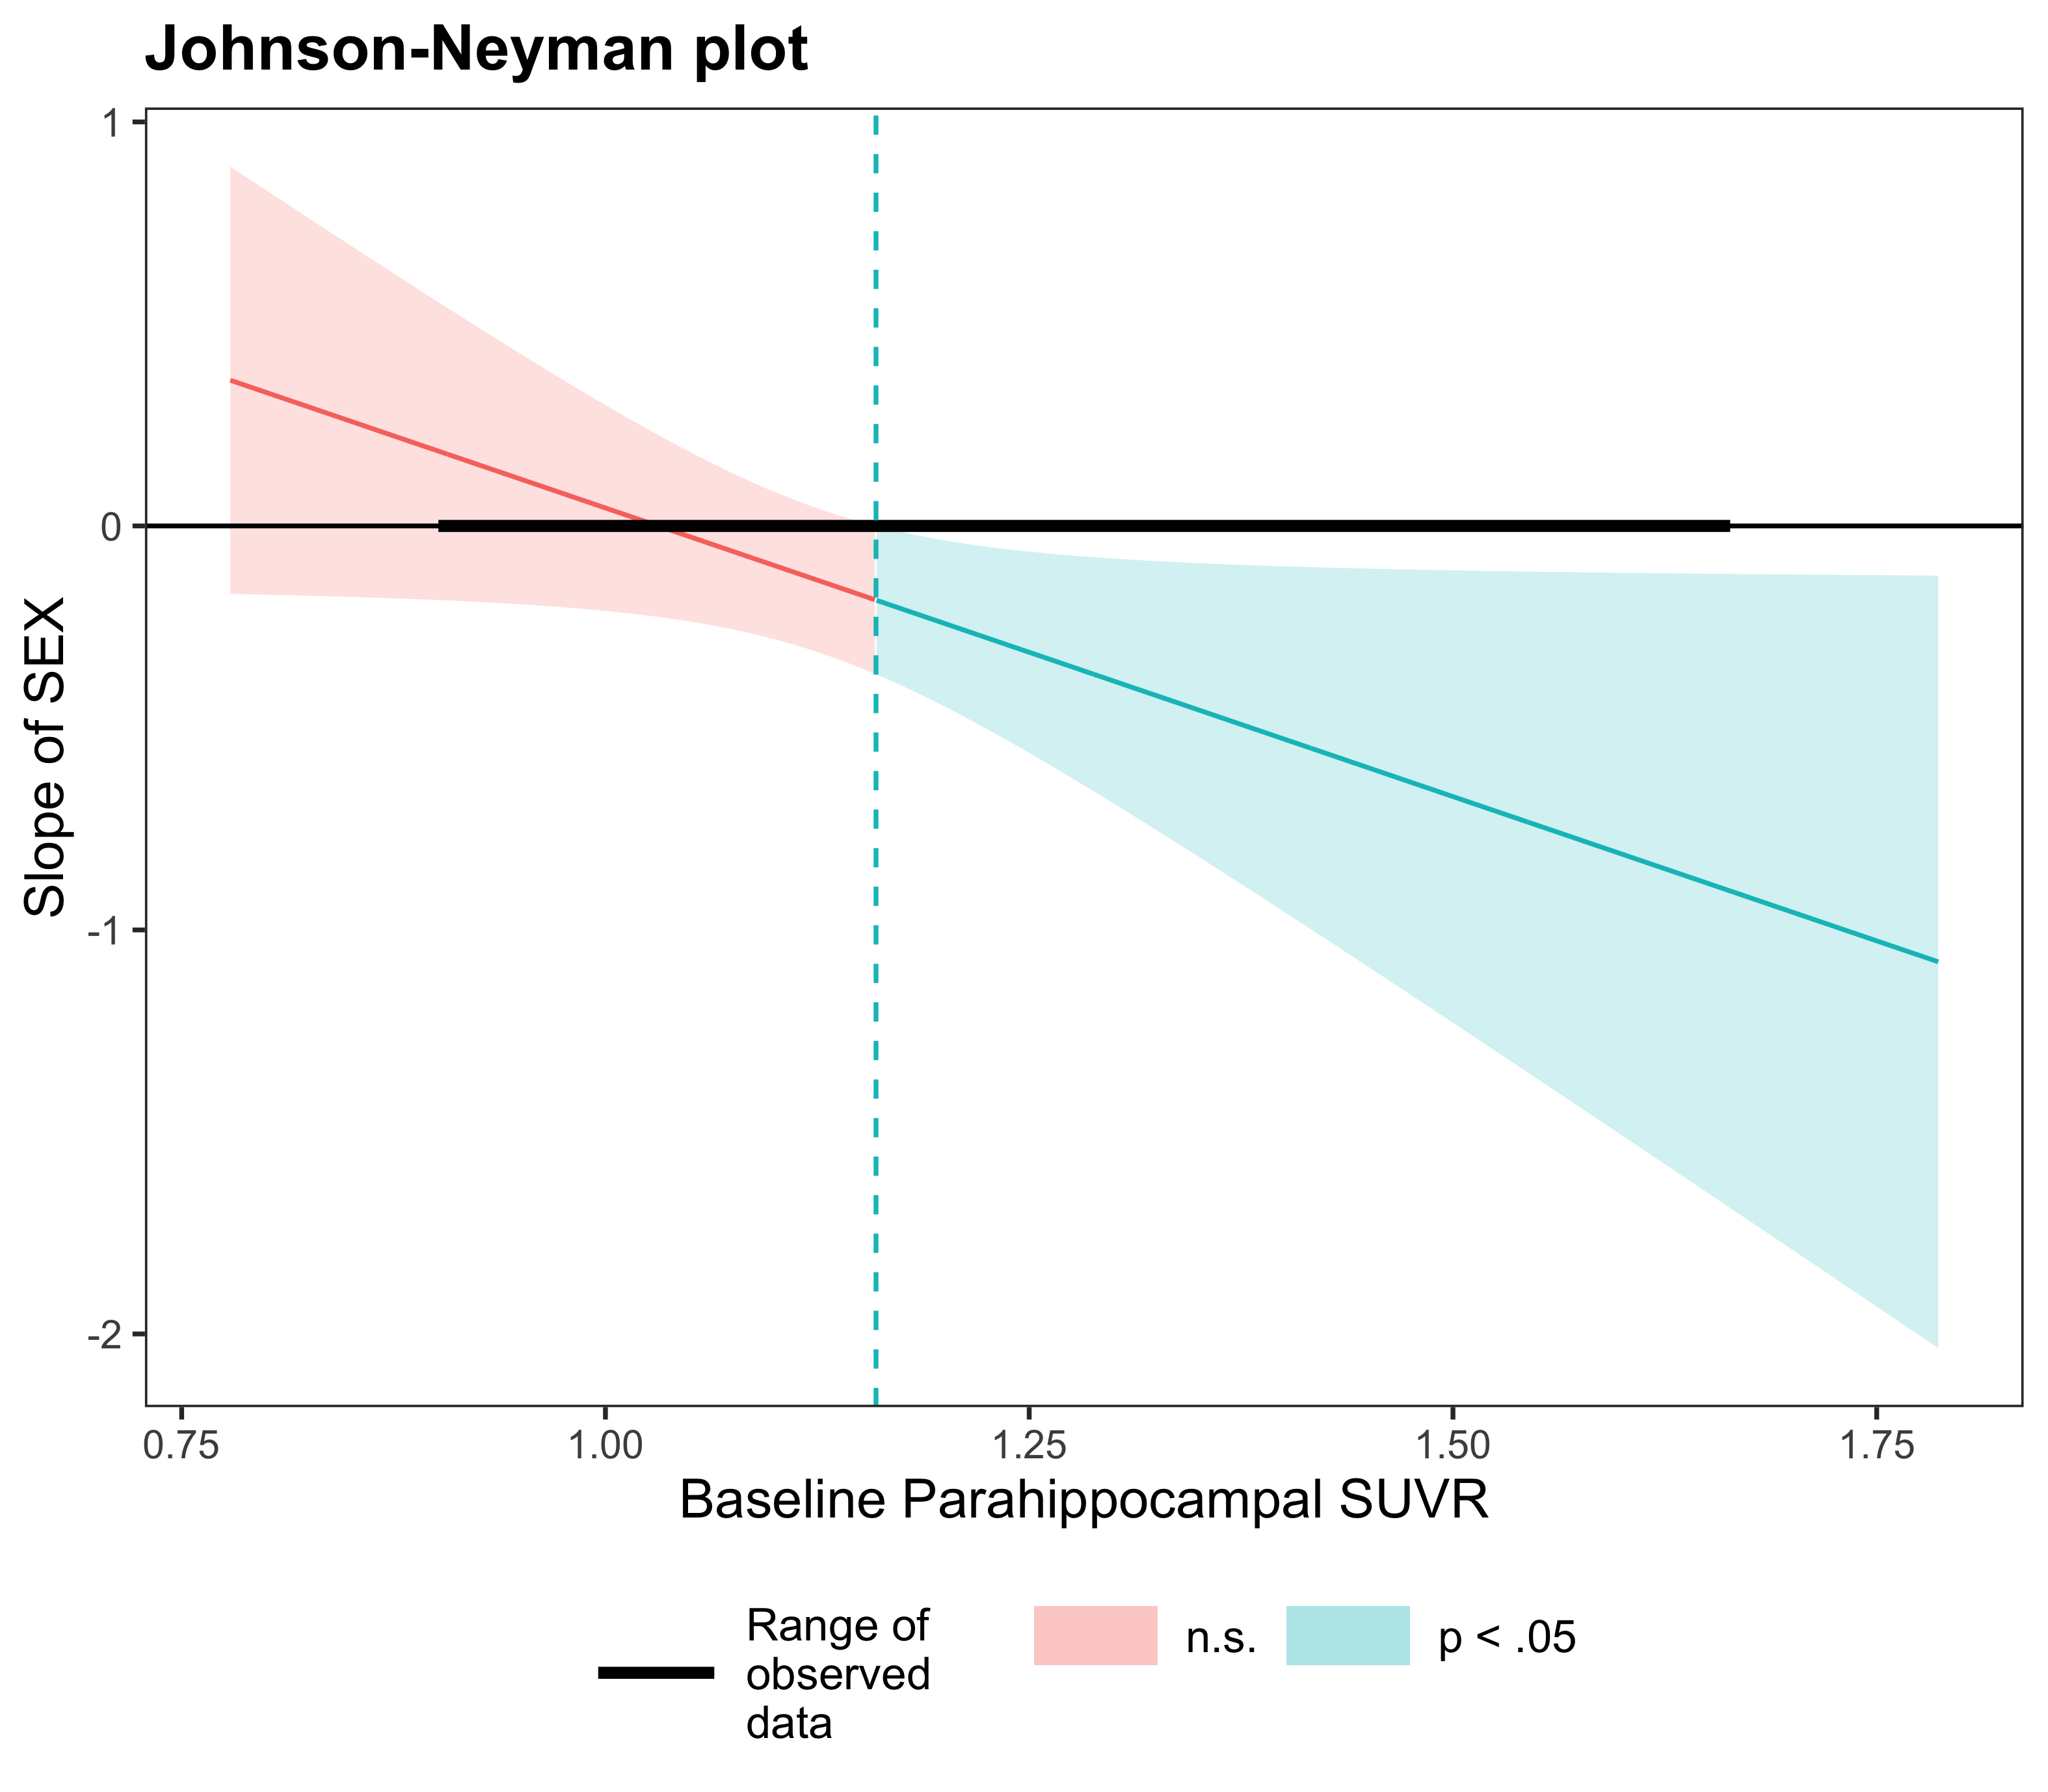 Johnson-Neyman plot
1
0
-1
-2
Slope of SEX
0.75 1.00 1.25 1.50 1.75
Baseline Parahippocampal SUVR
Range of
observed
data
n.s.
p < .05